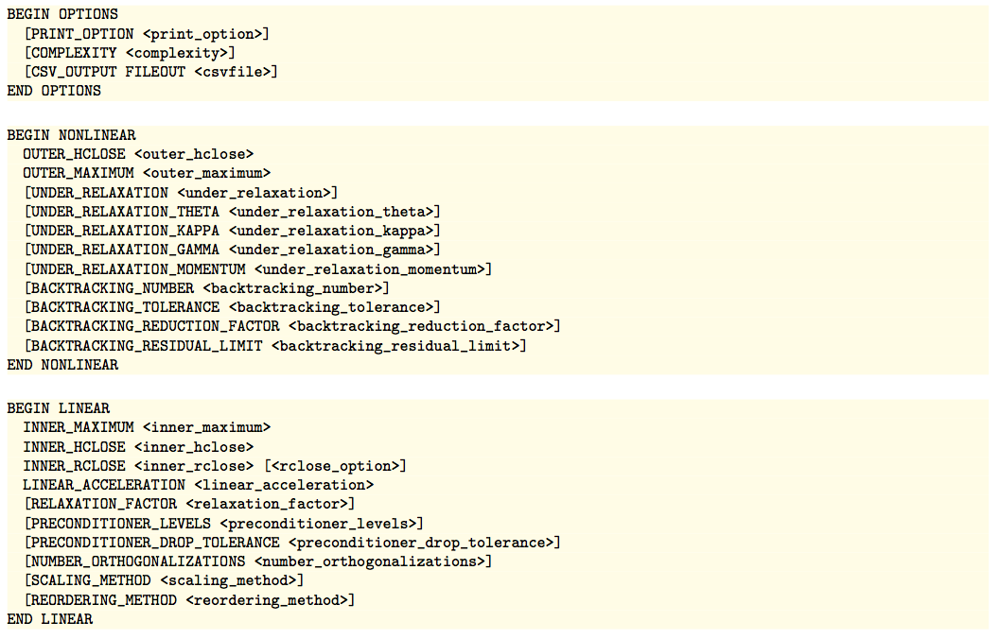 BEGIN OPTIONS
[PRINT_OPTION <print_option>]
[COMPLEXITY <complexity>]
[CSV_OUTPUT FILEOUT <csvfile>]
END OPTIONS
BEGIN NONLINEAR
OUTER_HCLOSE <outer_hclose>
OUTER_MAXIMUM <outer_maximum>
[UNDER_RELAXATION <under_relaxation>]
[UNDER_RELAXATION_THETA <under_relaxation_theta>]
[UNDER_RELAXATION_KAPPA <under_relaxation_kappa>]
[UNDER_RELAXATION_GAMMA <under_relaxation_gamma>]
[UNDER_RELAXATION_MOMENTUM <under_relaxation_momentum>]
[BACKTRACKING_NUMBER <backtracking_number>]
[BACKTRACKING_TOLERANCE <backtracking_tolerance>]
[BACKTRACKING_REDUCTION_FACTOR <backtracking_reduction_factor>]
[BACKTRACKING_RESIDUAL_LIMIT <backtracking_residual_limit>]
END NONLINEAR
BEGIN LINEAR
INNER_MAXIMUM <inner_maximum>
INNER_HCLOSE <inner_hclose>
INNER_RCLOSE <inner_rclose> [<rclose_option>]
LINEAR_ACCELERATION <linear_acceleration>
[RELAXATION_FACTOR <relaxation_factor>]
[PRECONDITIONER_LEVELS <preconditioner_levels>]
[PRECONDITIONER_DROP_TOLERANCE <preconditioner_drop_tolerance>]
[NUMBER_ORTHOGONALIZATIONS <number_orthogonalizations>]
[SCALING_METHOD <scaling_method>]
[REORDERING_METHOD <reordering_method>]
END LINEAR